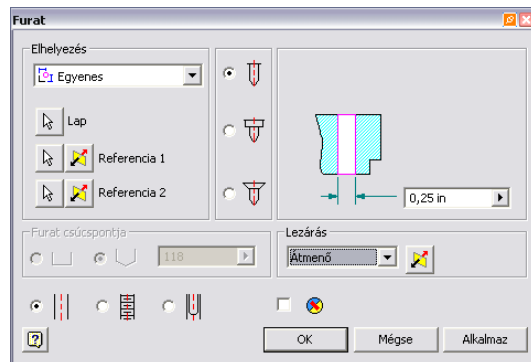 Furat
Elhelyezés
Egyenes
Lap
Referencia 1
Referencia 2
0,25 in
Furat csúcspontja
118
Lezárás
Átmenő
OK
Mégse
Alkalmaz